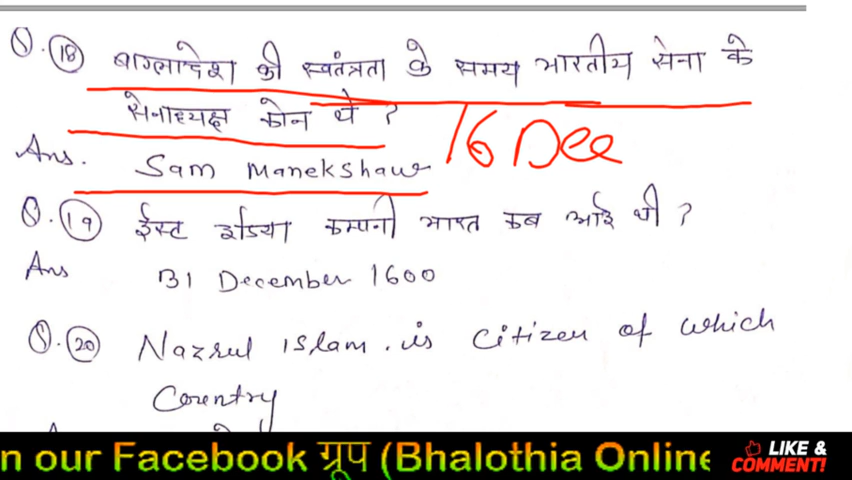 Q. 18 बाग्लादेश की स्वतंत्रता के समय भारतीय सेना के
सेनाध्यक्ष कोन थे ?
16 Dec
Ans. Sam Manekshaw
Q. 19 ईस्ट इंडिया कम्पनी भारत कब आई थी ?
Ans 31 December 1600
Q. 20 Nazrul islam. is citizen of which
Country
n our Facebook ग्रूप (Bhalothia Online
LIKE &
COMMENT!